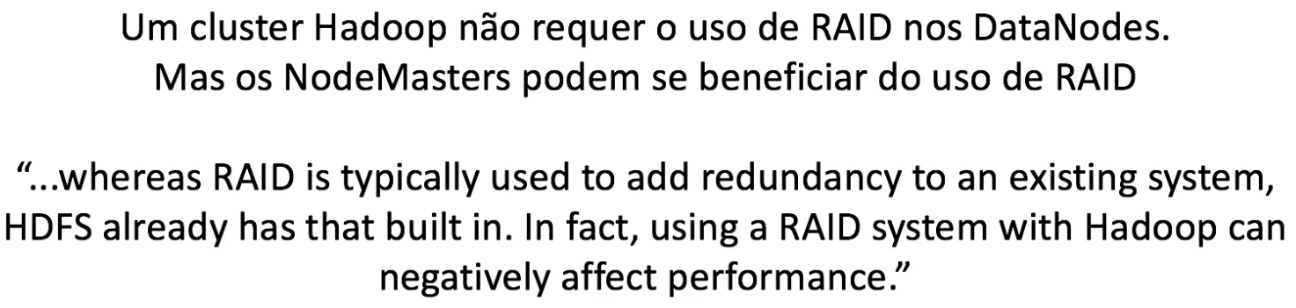 Um cluster Hadoop não requer o uso de RAID nos DataNodes.
Mas os NodeMasters podem se beneficiar do uso de RAID
“...whereas RAID is typically used to add redundancy to an existing system,
HDFS already has that built in. In fact, using a RAID system with Hadoop can
negatively affect performance.”